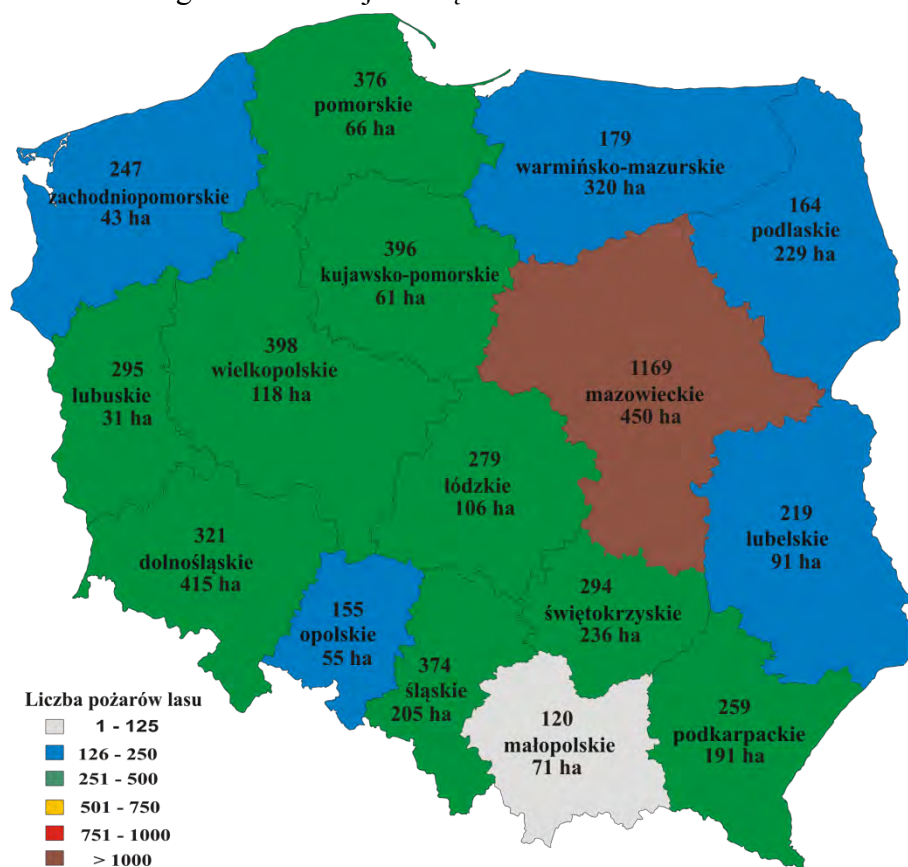 376
pomorskie
66 ha
247
zachodniopomorskie
43 ha
179
warmińsko-mazurskie
320 ha
164
podlaskie
229 ha
396
kujawsko-pomorskie
61 ha
398
wielkopolskie
118 ha
295
lubuskie
31 ha
1169
mazowieckie
450 ha
279
łódzkie
106 ha
219
lubelskie
91 ha
321
dolnośląskie
415 ha
294
świętokrzyskie
236 ha
155
opolskie
55 ha
374
śląskie
205 ha
120
małopolskie
71 ha
259
podkarpackie
191 ha
Liczba pożarów lasu
1 - 125
126 - 250
251 - 500
501 - 750
751 - 1000
> 1000